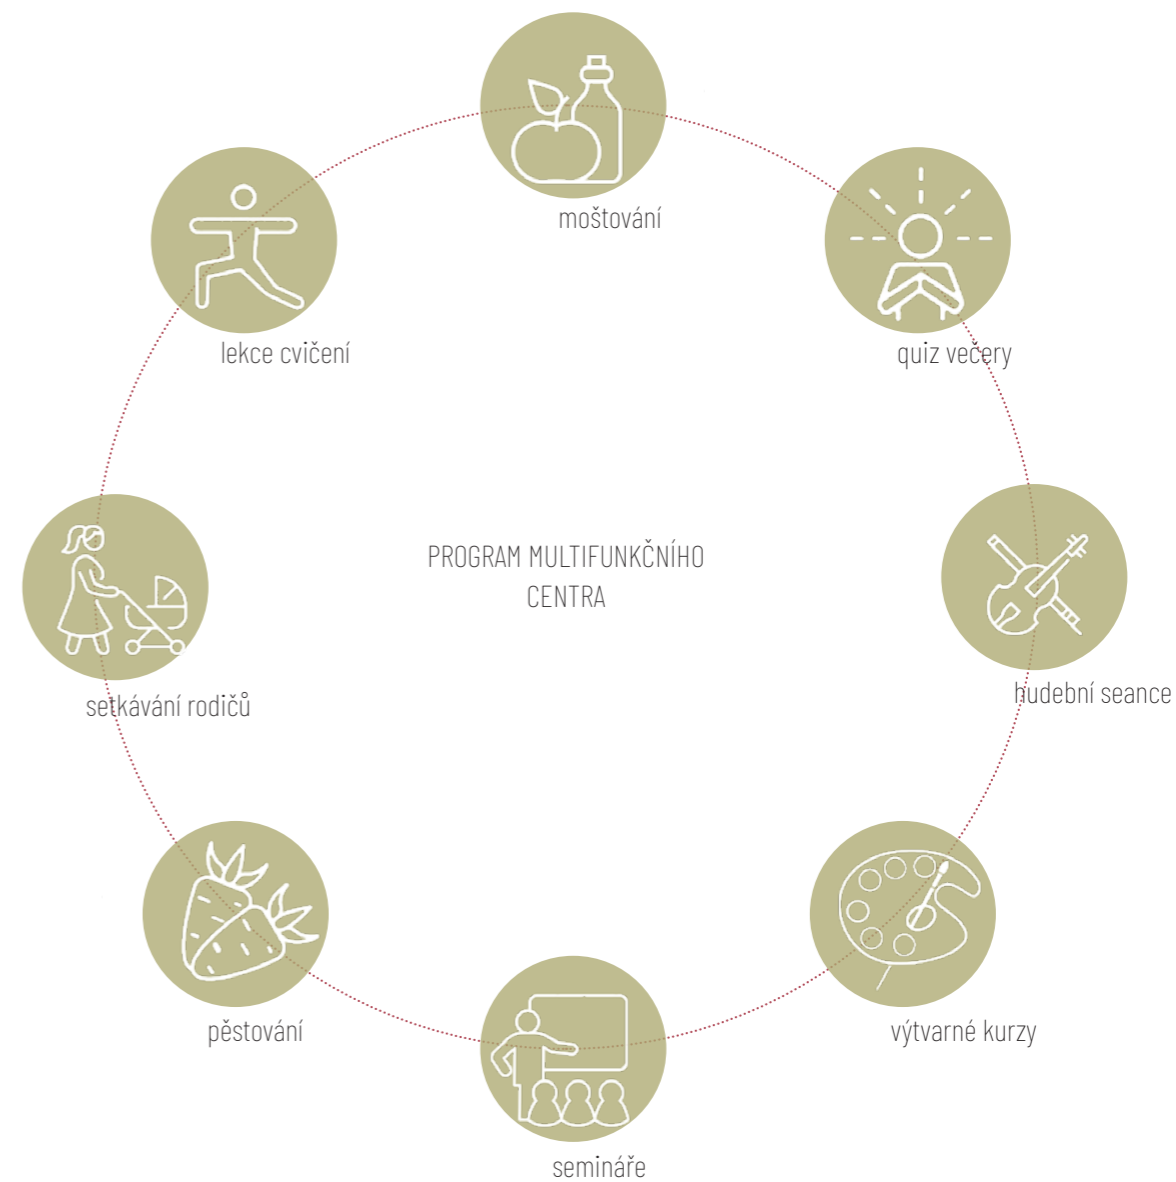 moštování
quiz večery
lekce cvičení
PROGRAM MULTIFUNKČNÍHO
CENTRA
hudební seance
setkávání rodičů
pěstování
výtvarné kurzy
semináře